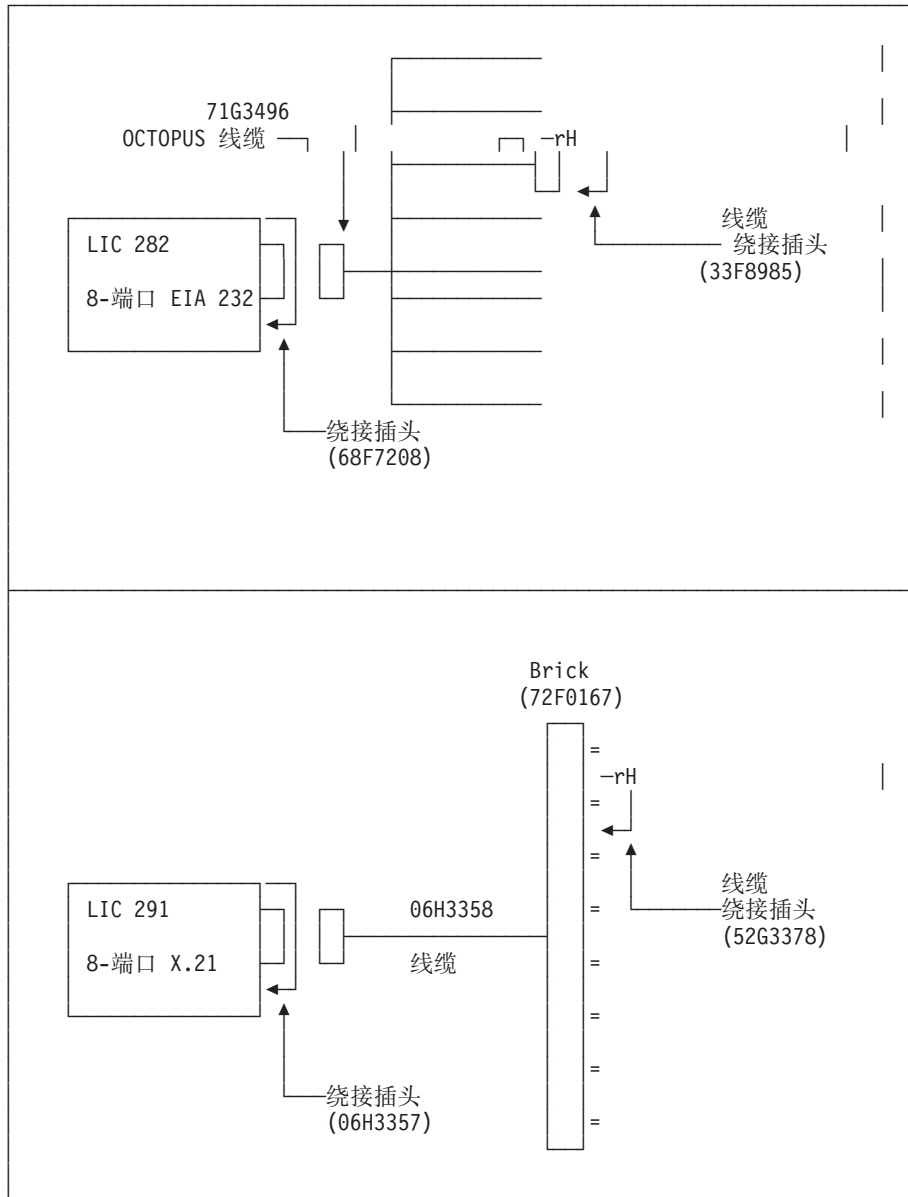 71G3496
OCTOPUS 线缆
—rH
LIC 282
8-端口 EIA 232
线缆
绕接插头
(33F8985)
绕接插头
(68F7208)
Brick
(72F0167)
=
—rH
=
=
=
=
=
=
=
LIC 291
8-端口 X.21
06H3358
线缆
线缆
绕接插头
(52G3378)
绕接插头
(06H3357)